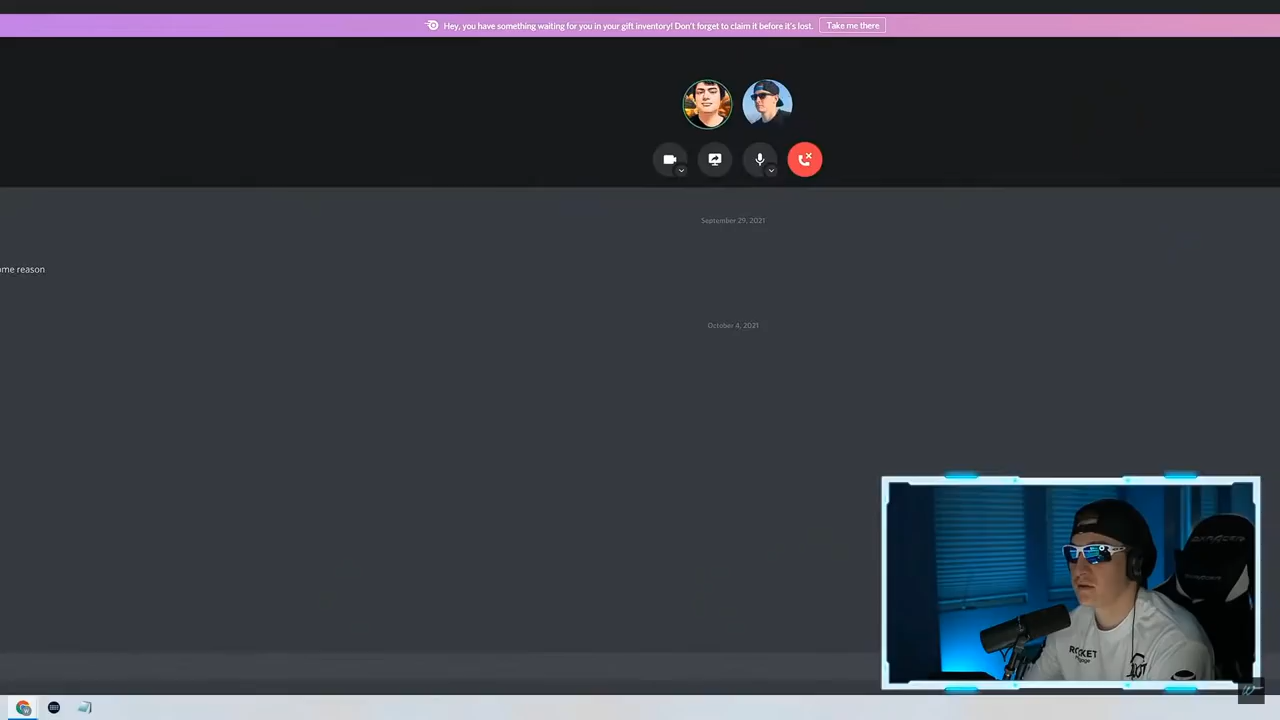 Hey, you have something waiting for you in your gift inventory! Don't forget to claim it before it's lost.
Take me there
September 29, 2021
ome reason
October 4, 2021
ROCKET